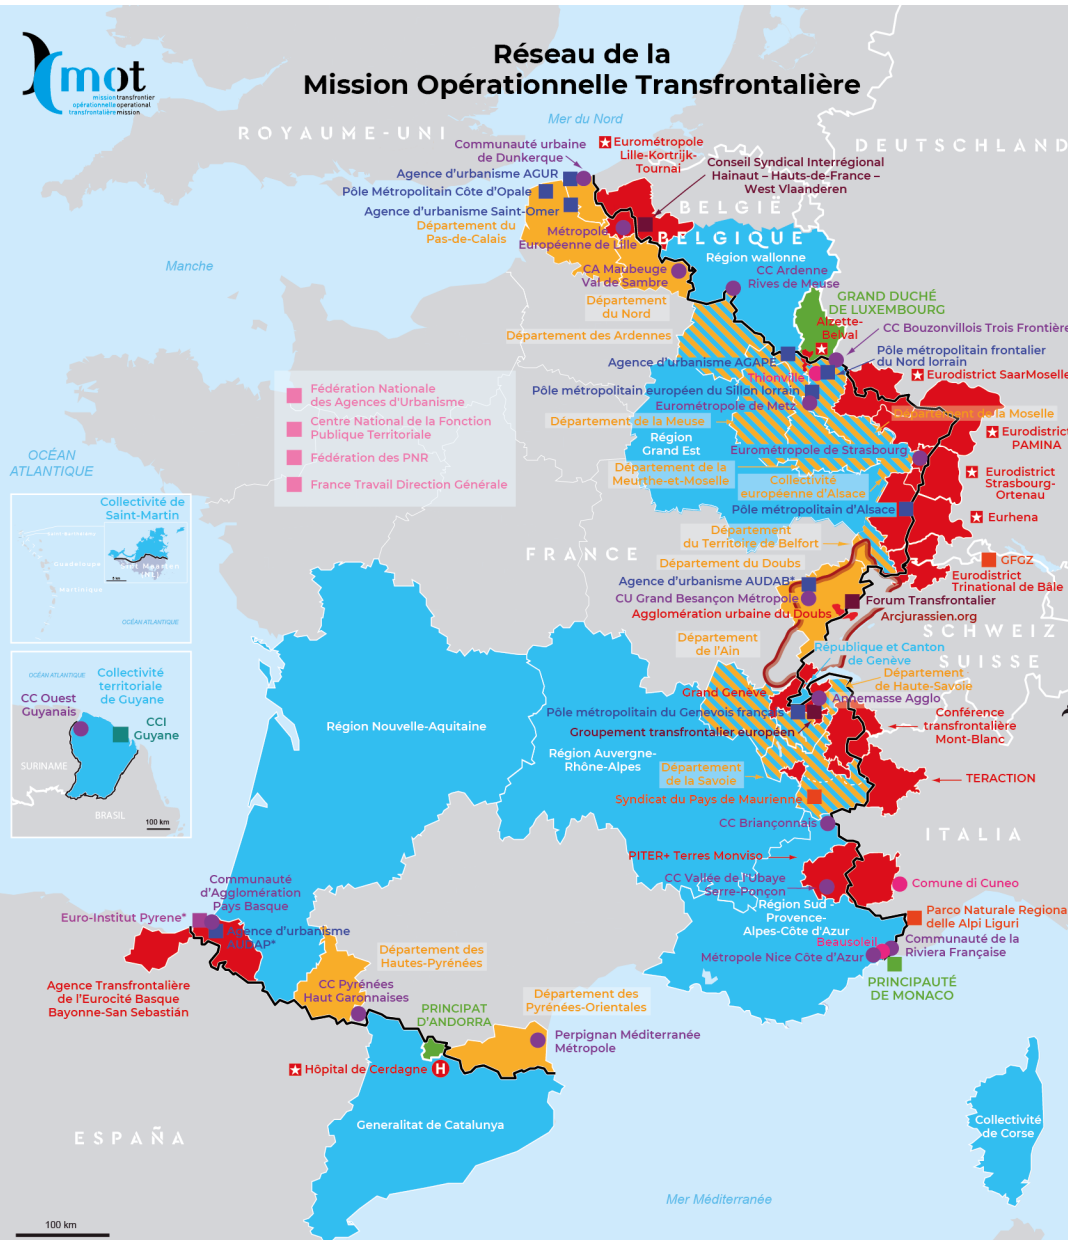 mot
mission transfrontier
opérationnelle operational
transfrontalière mission
Réseau de la
Mission Opérationnelle Transfrontalière
Mer du Nord
ROYAUME-UNI
DEUTSCHLAND
Communauté urbaine
de Dunkerque
Eurométropole
Lille-Kortrijk-
Tournai
Conseil Syndical Interrégional
Hainaut – Hauts-de-France –
West Vlaanderen
Agence d'urbanisme AGUR
Pôle Métropolitain Côte d'Opale
Agence d'urbanisme Saint-Omer
Département du
Pas-de-Calais
BELGIË
BELGIQUE
Métropole
Européenne de Lille
Région wallonne
Manche
CA Maubeuge
Val de Sambre
CC Ardenne
Rives de Meuse
Département
du Nord
GRAND DUCHÉ
DE LUXEMBOURG
Alzette-
Belval
CC Bouzonvillois Trois Frontière
Département des Ardennes
Agence d'urbanisme AGAPE
Pôle métropolitain frontalier
du Nord lorrain
Thionville
Eurodistrict SaarMoselle
Pôle métropolitain européen du Sillon lorrain
Eurométropole de Metz
Fédération Nationale
des Agences d'Urbanisme
Centre National de la Fonction
Publique Territoriale
Fédération des PNR
France Travail Direction Générale
Département de la Meuse
Département de la Moselle
Région
Grand Est
Eurodistrict
PAMINA
Eurométropole de Strasbourg
Département de la
Meurthe-et-Moselle
Collectivité
européenne d'Alsace
Eurodistrict
Strasbourg-
Ortenau
Pôle métropolitain d'Alsace
Eurhena
OCÉAN
ATLANTIQUE
Collectivité de
Saint-Martin
Guadeloupe
Martinique
OCÉAN ATLANTIQUE
FRANCE
Département
du Territoire de Belfort
Département du Doubs
GFGZ
Eurodistrict
Trinational de Bâle
Agence d'urbanisme AUDAB*
CU Grand Besançon Métropole
Agglomération urbaine du Doubs
Forum Transfrontalier
Arcjurassien.org
SCHWEIZ
SUISSE
Département
de l'Ain
République et Canton
de Genève
Département
de Haute-Savoie
Grand Genève
Annemasse Agglo
Pôle métropolitain du Genevois français
Groupement transfrontalier européen
Conférence
transfrontalière
Mont-Blanc
OCÉAN ATLANTIQUE
Collectivité
territoriale
de Guyane
CC Ouest
Guyanais
CCI
Guyane
SURINAME
BRASIL
100 km
Région Nouvelle-Aquitaine
Région Auvergne-
Rhône-Alpes
Département
de la Savoie
TERACTION
Syndicat du Pays de Maurienne
CC Briançonnais
ITALIA
PITER+ Terres Monviso
CC Vallée de l'Ubaye
Serre-Ponçon
Comune di Cuneo
Région Sud -
Provence-
Alpes-Côte d'Azur
Parco Naturale Regiona
delle Alpi Liguri
Beausoleil
Métropole Nice Côte d'Azur
Communauté de la
Riviera Française
PRINCIPAUTÉ
DE MONACO
Communauté
d'Agglomération
Pays Basque
Euro-Institut Pyrene*
Agence d'urbanisme
AUDAP*
Agence Transfrontalière
de l'Eurocité Basque
Bayonne-San Sebastián
Département des
Hautes-Pyrénées
CC Pyrénées
Haut Garonnaises
PRINCIPAT
D'ANDORRA
Département des
Pyrénées-Orientales
Perpignan Méditerranée
Métropole
Hôpital de Cerdagne
H
Generalitat de Catalunya
ESPAÑA
Collectivité
de Corse
Mer Méditerranée
100 km